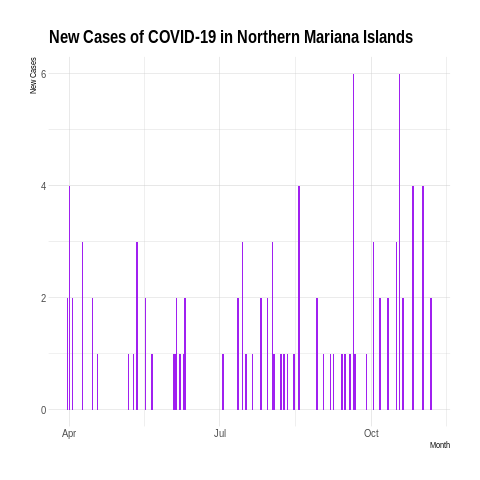 New Cases of COVID-19 in Northern Mariana Islands
New Cases
6
4
2
0
Apr Jul Oct
Month